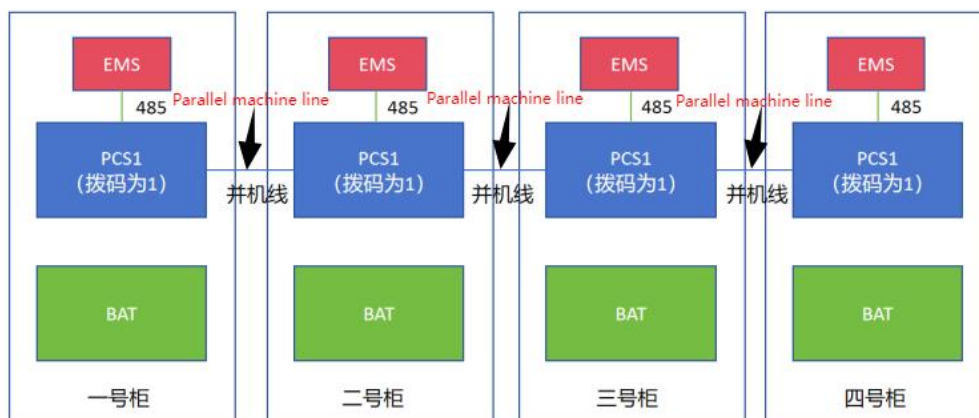 EMS
EMS
EMS
EMS
485
Parallel machine line
485
Parallel machine line
485
Parallel machine line
485
PCS1
(拨码为1)
PCS1
(拨码为1)
PCS1
(拨码为1)
PCS1
(拨码为1)
并机线
并机线
并机线
BAT
BAT
BAT
BAT
一号柜
二号柜
三号柜
四号柜